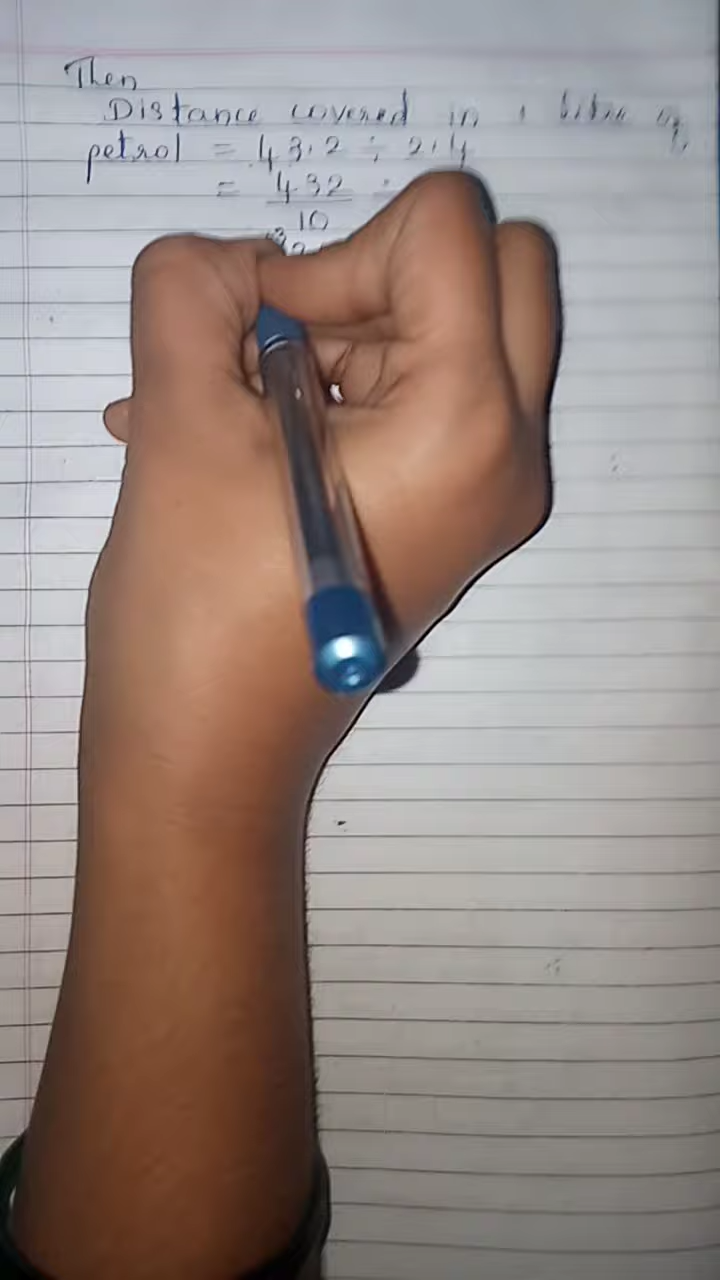 Then
Distance covered in 1 litre of
petrol = 43.2 ÷ 2.4
= 432 ÷
10